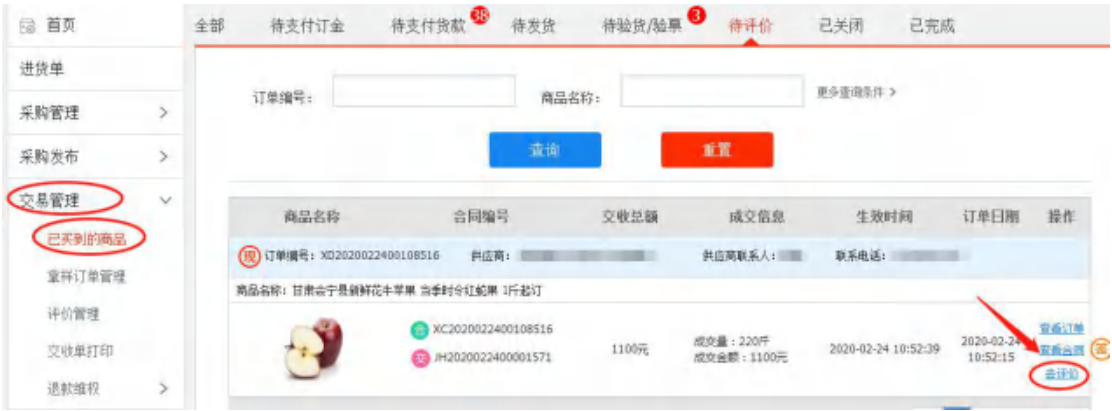 首页
进货单
采购管理
采购发布
交易管理
已买到的商品
拿样订单管理
评价管理
交收单打印
退款维权
全部 待支付订金 待支付货款 38 待发货 待验货/验票 3 待评价 已关闭 已完成
订单编号： 商品名称： 更多查询条件 >
查询 重置
商品名称 合同编号 交收总额 成交信息 生效时间 订单日期 操作
现 订单编号：XD2020022400108516 供应商： 供应商联系人： 联系电话：
商品名称：甘肃会宁县新鲜花牛苹果 当季时令红蛇果 1斤起订
合 XC2020022400108516
交 JH2020022400001571
1100元
成交量：220斤
成交金额：1100元
2020-02-24 10:52:39
2020-02-24
10:52:15
查看订单
查看合同
去评价